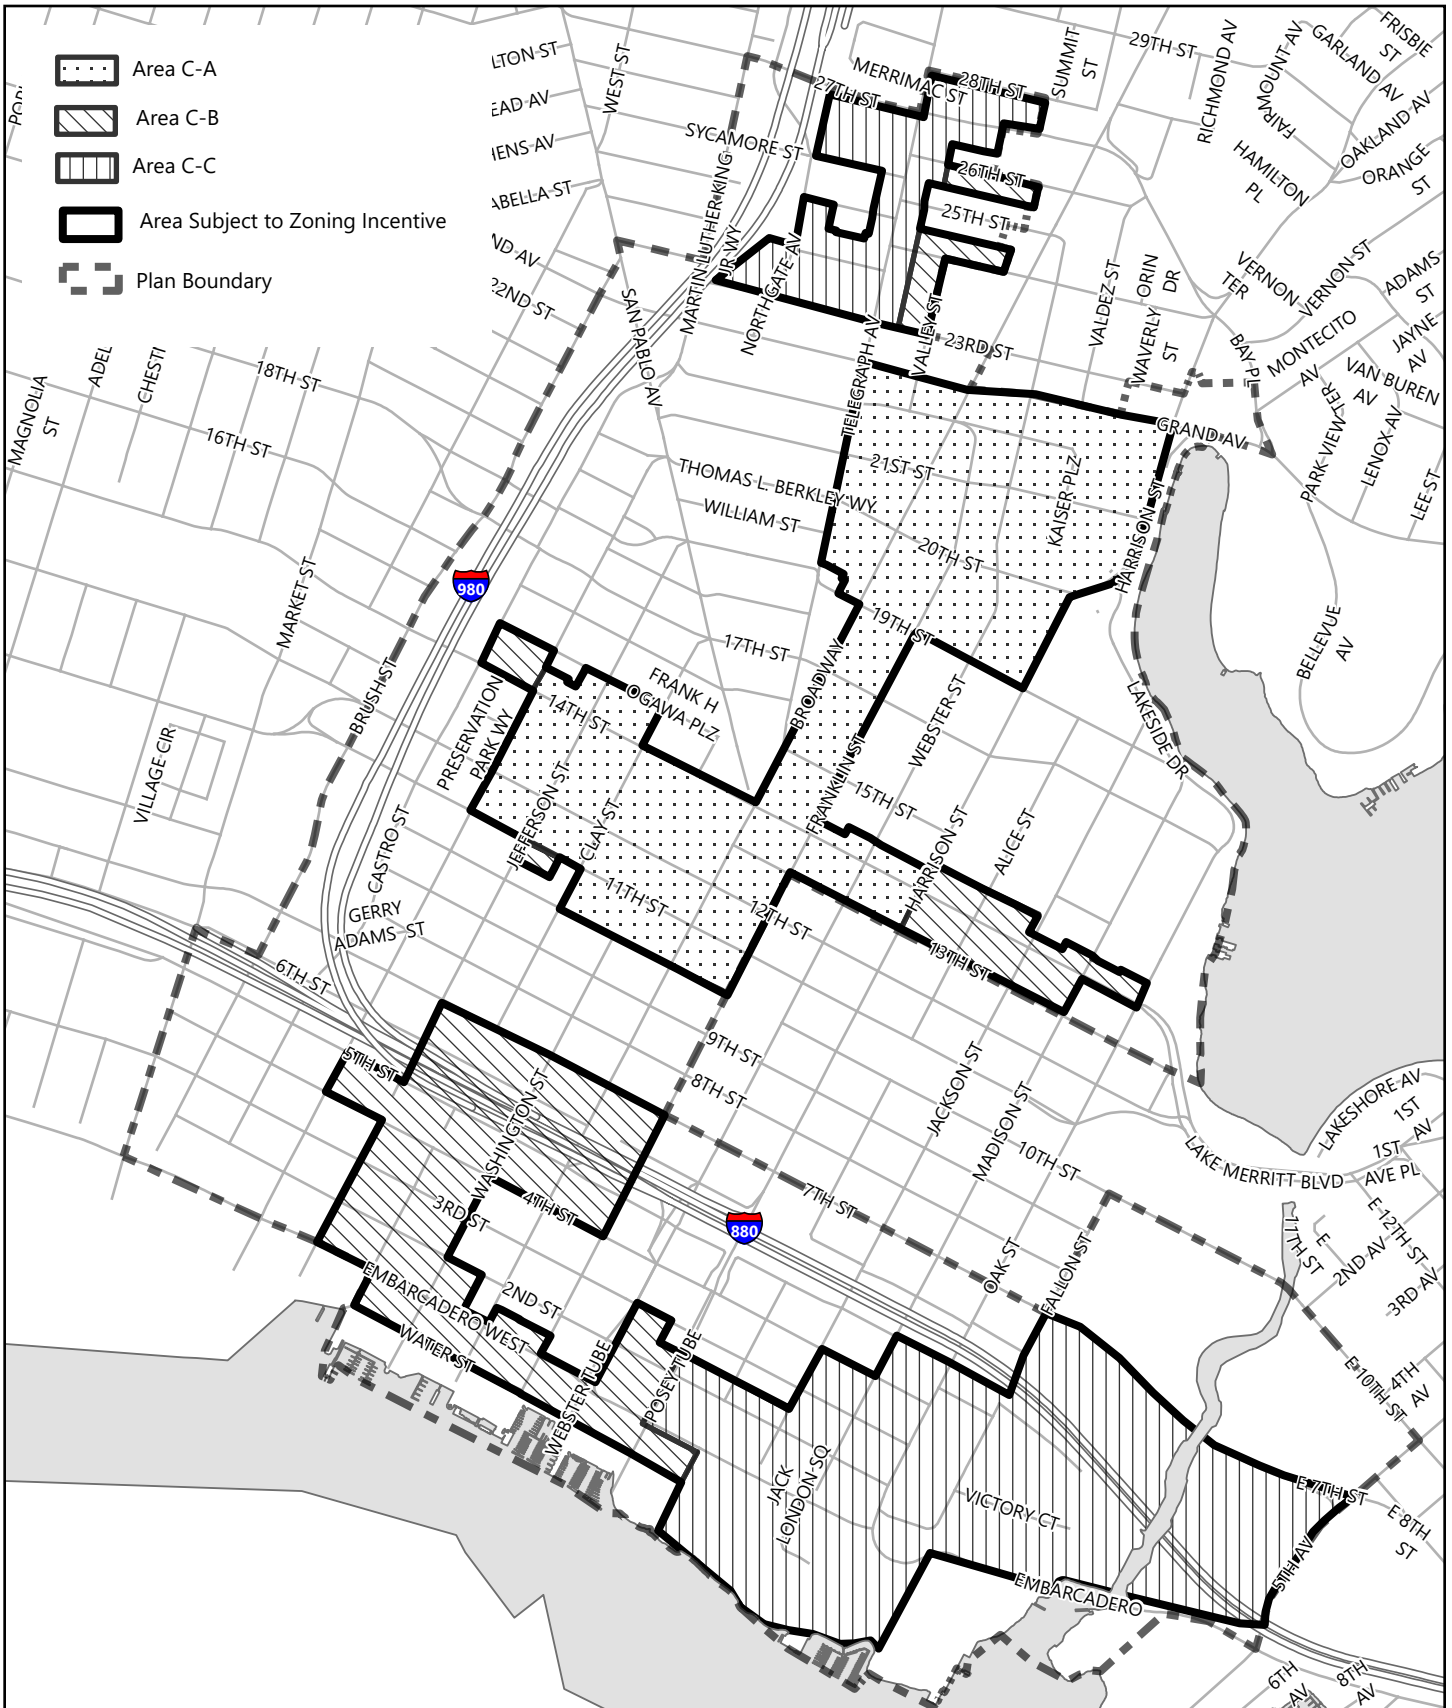 Area C-A
Area C-B
Area C-C
Area Subject to Zoning Incentive
Plan Boundary
LTON ST
EAD AV
HENS AV
ABELLA ST
ND AV
22ND ST
WEST ST
SYCAMORE ST
MARTIN LUTHER KING
JR WY
27TH ST
MERRIMAC ST
28TH ST
SUMMIT
ST
29TH ST
RICHMOND AV
FAIRMOUNT AV
GARLAND AV
FRISBIE
ST
OAKLAND AV
ORANGE
ST
HAMILTON
PL
26TH ST
25TH ST
NORTHGATE AV
SAN PABLO AV
TELEGRAPH AV
VALLEY ST
23RD ST
VALDEZ ST
WAVERLY
ST
ORIN
DR
VERNON
TER
VERNON ST
ADAMS
ST
BAY PL
MONTECITO
AV
JAYNE
AV
VAN BUREN
AV
PARK VIEW TER
LENOX AV
LEE ST
GRAND AV
MAGNOLIA
ST
ADEL
CHESTI
18TH ST
16TH ST
MARKET ST
THOMAS L. BERKLEY WY
WILLIAM ST
21ST ST
KAISER PLZ
20TH ST
HARRISON ST
980
19TH ST
17TH ST
BELLEVUE
AV
BRUSH ST
PRESERVATION
PARK WY
14TH ST
FRANK H
OGAWA PLZ
BROADWAY
WEBSTER ST
LAKESIDE DR
VILLAGE CIR
JEFFERSON ST
CLAY ST
FRANKLIN ST
15TH ST
HARRISON ST
ALICE ST
CASTRO ST
11TH ST
12TH ST
13TH ST
GERRY
ADAMS ST
6TH ST
5TH ST
9TH ST
8TH ST
JACKSON ST
MADISON ST
10TH ST
LAKESHORE AV
1ST
AV
1ST
AVE PL
LAKE MERRITT BLVD
WASHINGTON ST
3RD ST
4TH ST
7TH ST
880
11TH ST
E 12TH ST
E
2ND AV
3RD AV
OAK ST
FALLON ST
EMBARCADERO WEST
2ND ST
WATER ST
WEBSTER TUBE
POSEY TUBE
E 10TH ST
4TH
AV
JACK
LONDON SQ
VICTORY CT
E 7TH ST
E 8TH
ST
5TH AV
EMBARCADERO
6TH
AV
8TH
AV